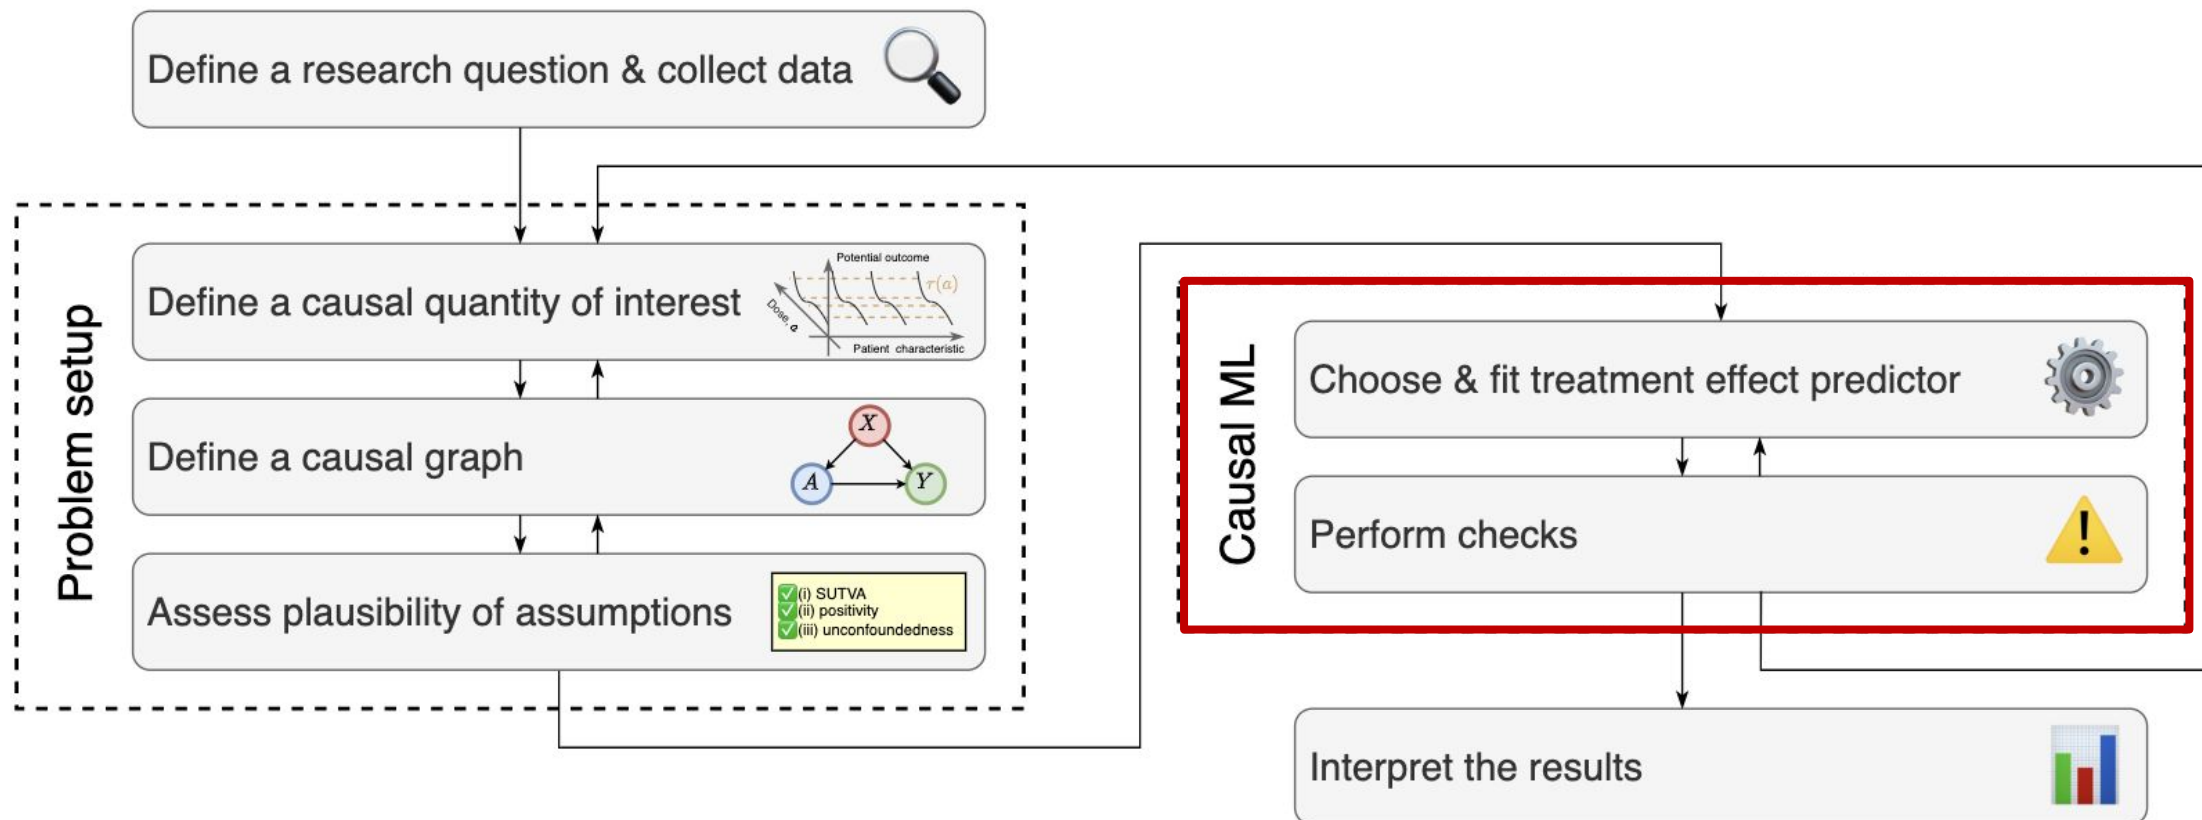 Define a research question & collect data
Problem setup
Define a causal quantity of interest
Potential outcome
τ(a)
Dose, a
Patient characteristic
Define a causal graph
X
A
Y
Assess plausibility of assumptions
(i) SUTVA
(ii) positivity
(iii) unconfoundedness
Causal ML
Choose & fit treatment effect predictor
Perform checks
Interpret the results